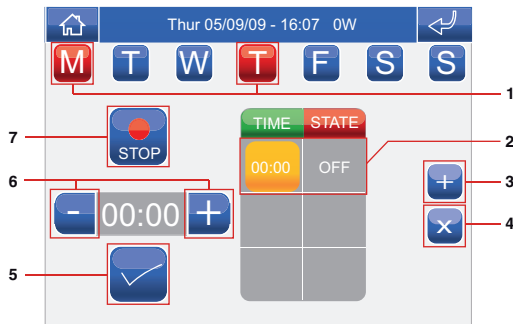 Thur 05/09/09 - 16:07 0W
M T W T F S S
1
7
STOP
TIME STATE
2
00:00 OFF
6
- 00:00 +
+
3
x
4
5